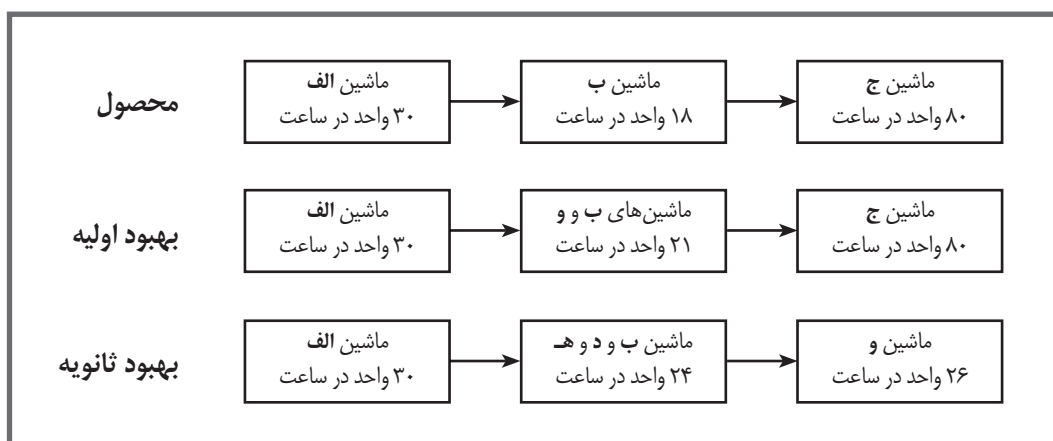 محصول
ماشین الف
۳۰ واحد در ساعت
ماشین ب
۱۸ واحد در ساعت
ماشین ج
۸۰ واحد در ساعت
بهبود اولیه
ماشین الف
۳۰ واحد در ساعت
ماشین‌های ب و و
۲۱ واحد در ساعت
ماشین ج
۸۰ واحد در ساعت
بهبود ثانویه
ماشین الف
۳۰ واحد در ساعت
ماشین ب و د و هـ
۲۴ واحد در ساعت
ماشین و
۲۶ واحد در ساعت